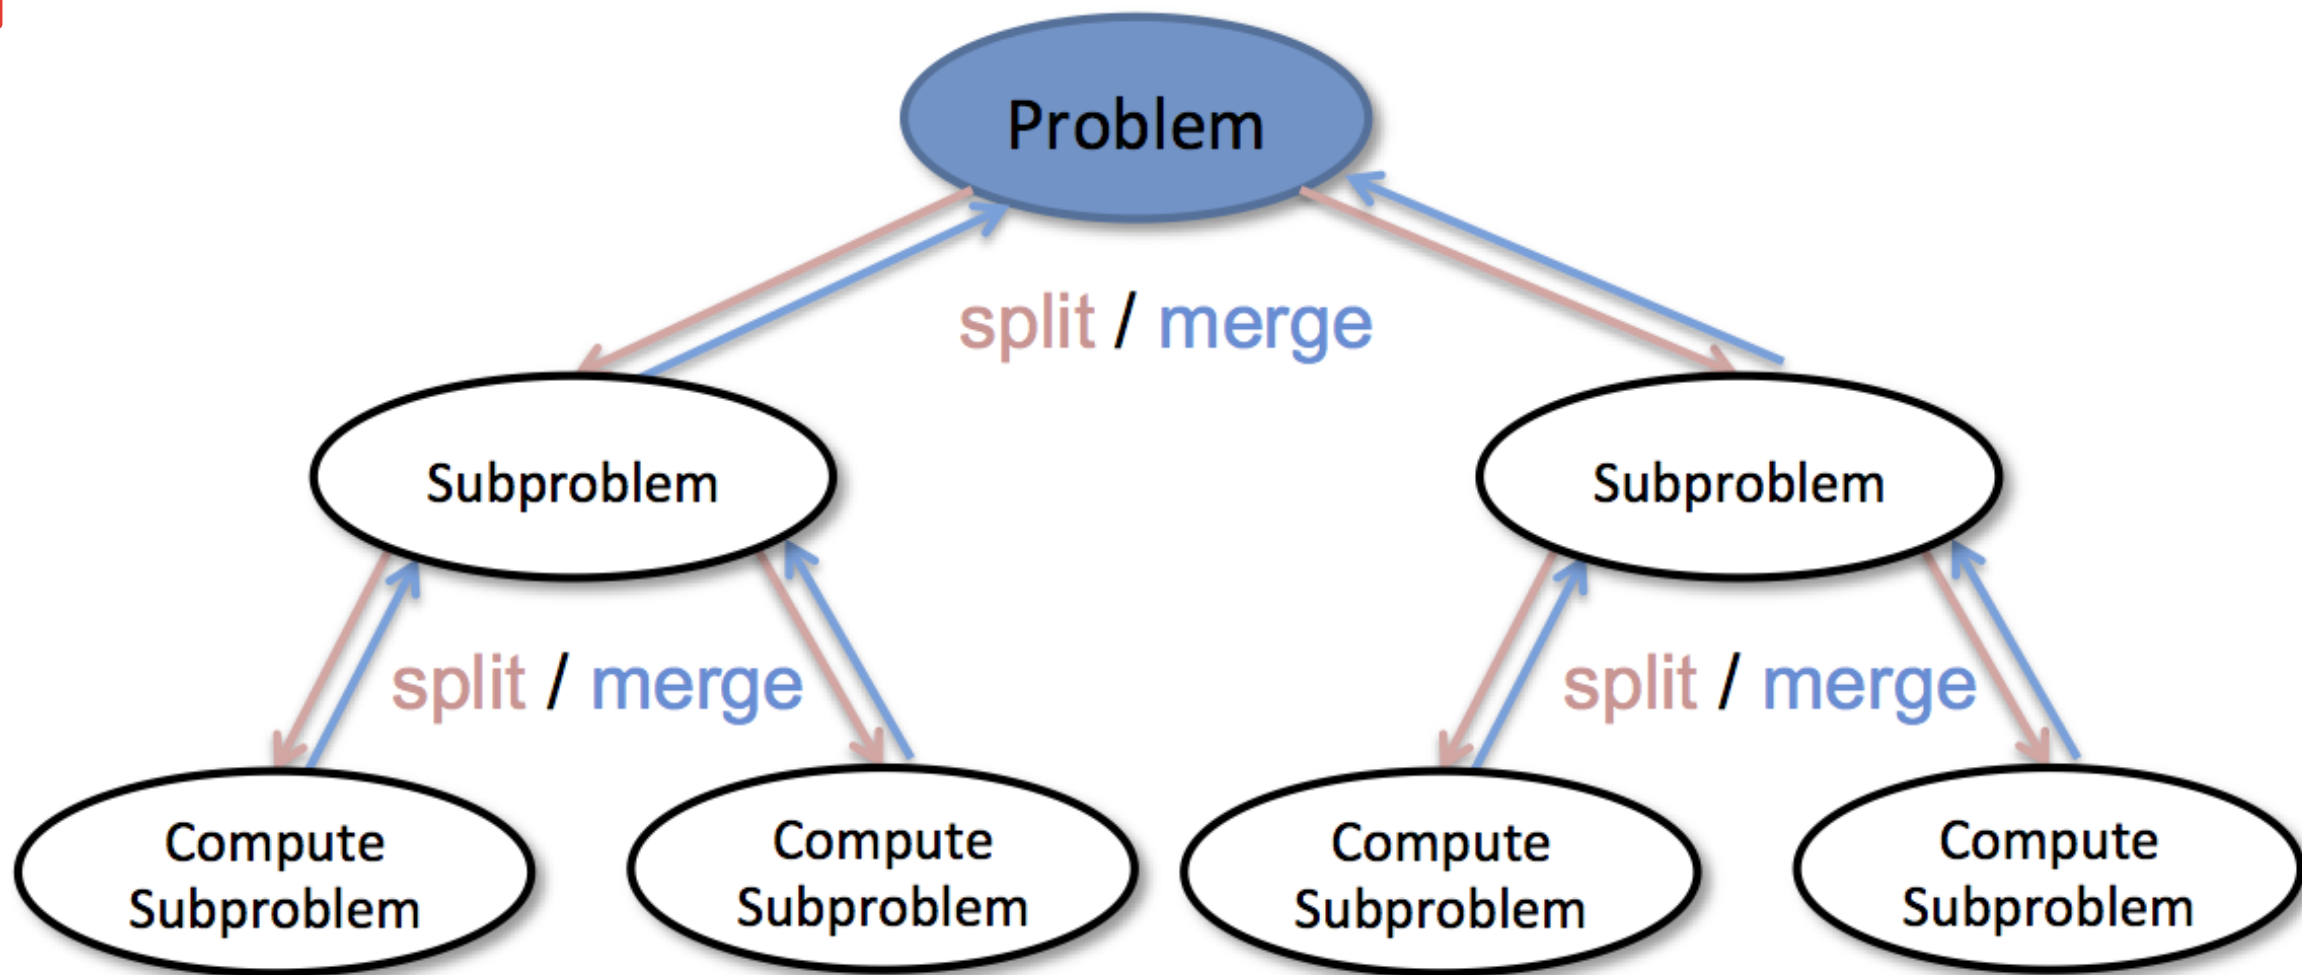 Problem
split / merge
Subproblem
Subproblem
split / merge
split / merge
Compute
Subproblem
Compute
Subproblem
Compute
Subproblem
Compute
Subproblem